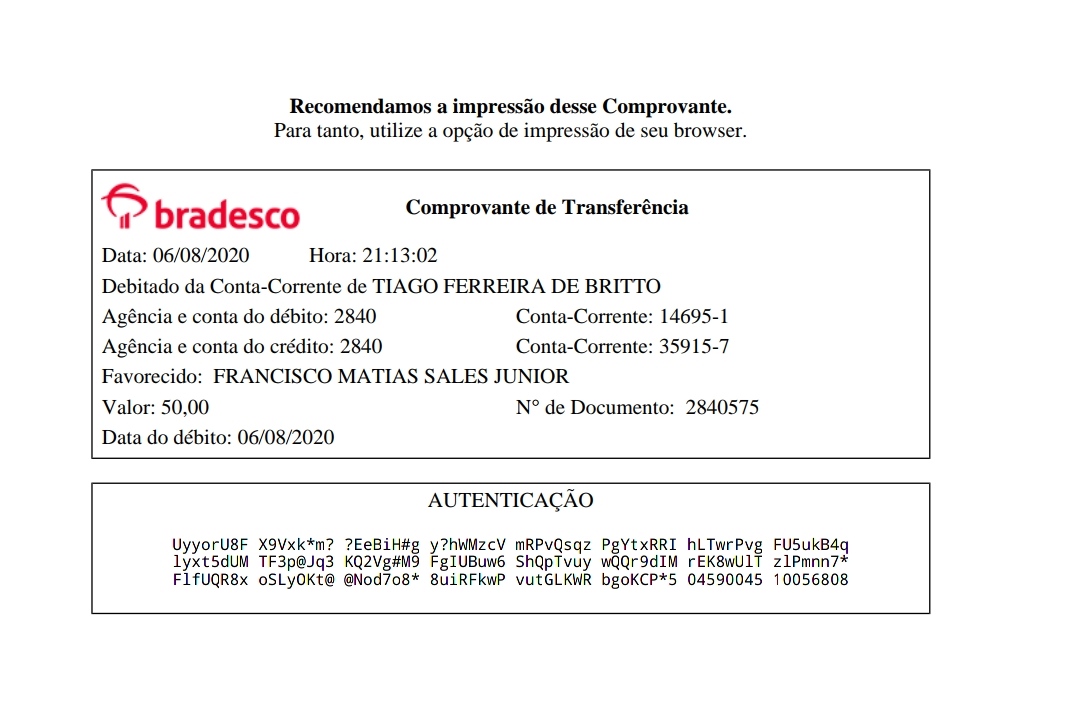 Recomendamos a impressão desse Comprovante.
Para tanto, utilize a opção de impressão de seu browser.
bradesco
Comprovante de Transferência
Data: 06/08/2020 Hora: 21:13:02
Debitado da Conta-Corrente de TIAGO FERREIRA DE BRITTO
Agência e conta do débito: 2840 Conta-Corrente: 14695-1
Agência e conta do crédito: 2840 Conta-Corrente: 35915-7
Favorecido: FRANCISCO MATIAS SALES JUNIOR
Valor: 50,00 N° de Documento: 2840575
Data do débito: 06/08/2020
AUTENTICAÇÃO
UyyorU8F X9Vxk*m? ?EeBiH#g y?hWMzcV mRPvQsqz PgYtxRRI hLTwrPvg FU5ukB4q
lyxt5dUM TF3p@Jq3 KQ2Vg#M9 FgIUBuw6 ShQpTvuy wQQr9dIM rEK8wUlT zlPmnn7*
FlfUQR8x oSLyOKt@ @Nod7o8* 8uiRFkwP vutGLKWR bgoKCP*5 04590045 10056808